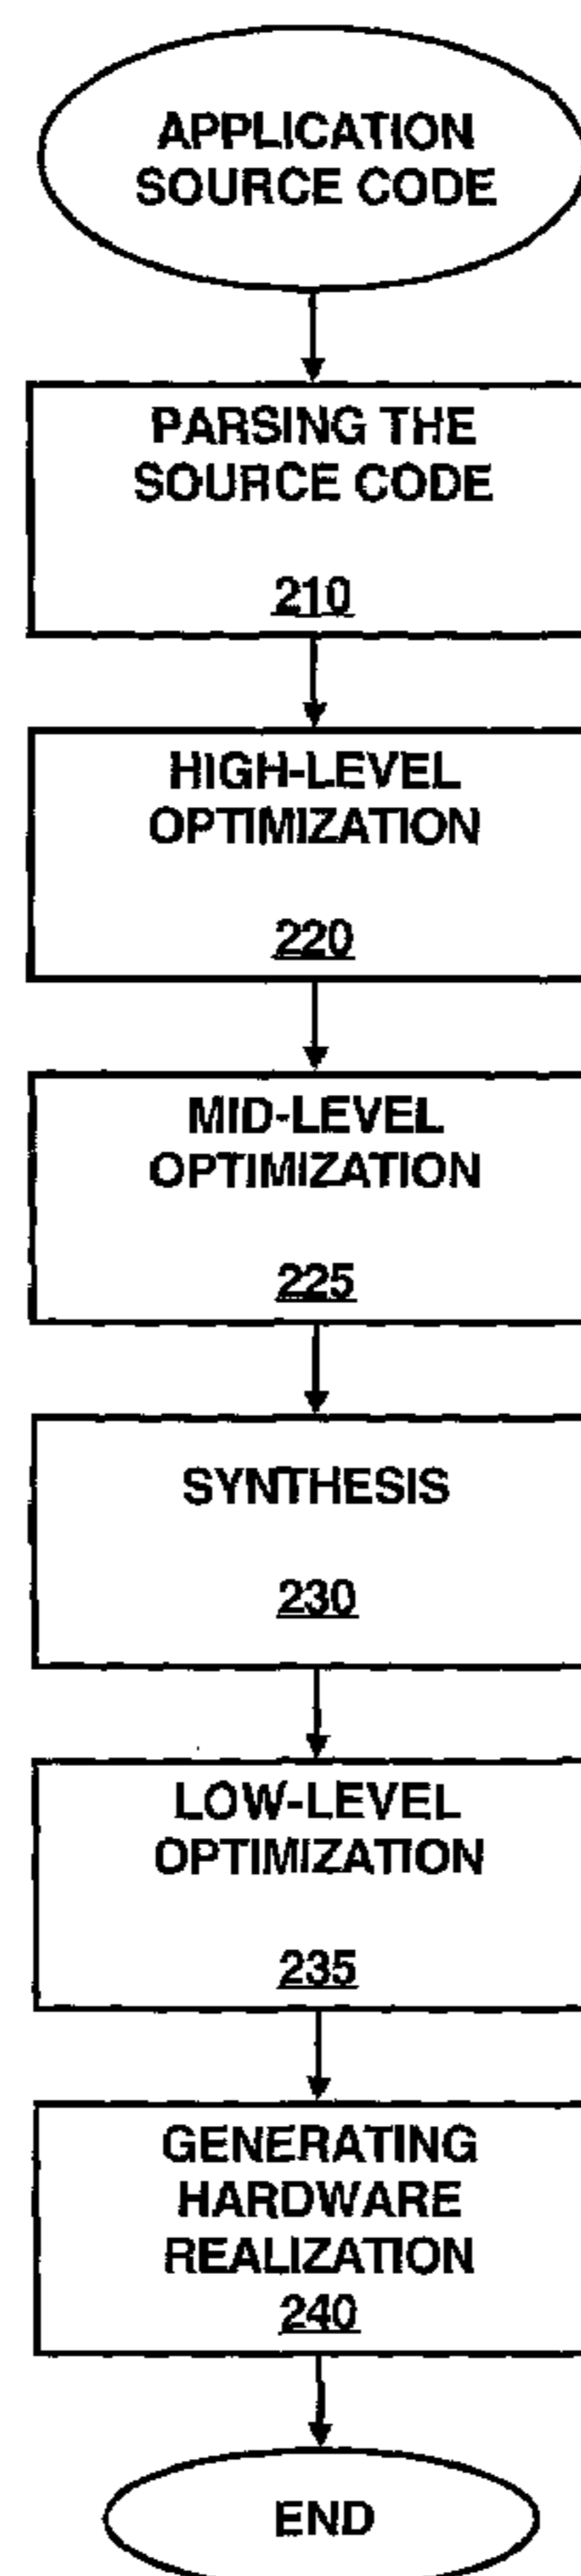 APPLICATION
SOURCE CODE
PARSING THE
SOURCE CODE
210
HIGH-LEVEL
OPTIMIZATION
220
MID-LEVEL
OPTIMIZATION
225
SYNTHESIS
230
LOW-LEVEL
OPTIMIZATION
235
GENERATING
HARDWARE
REALIZATION
240
END